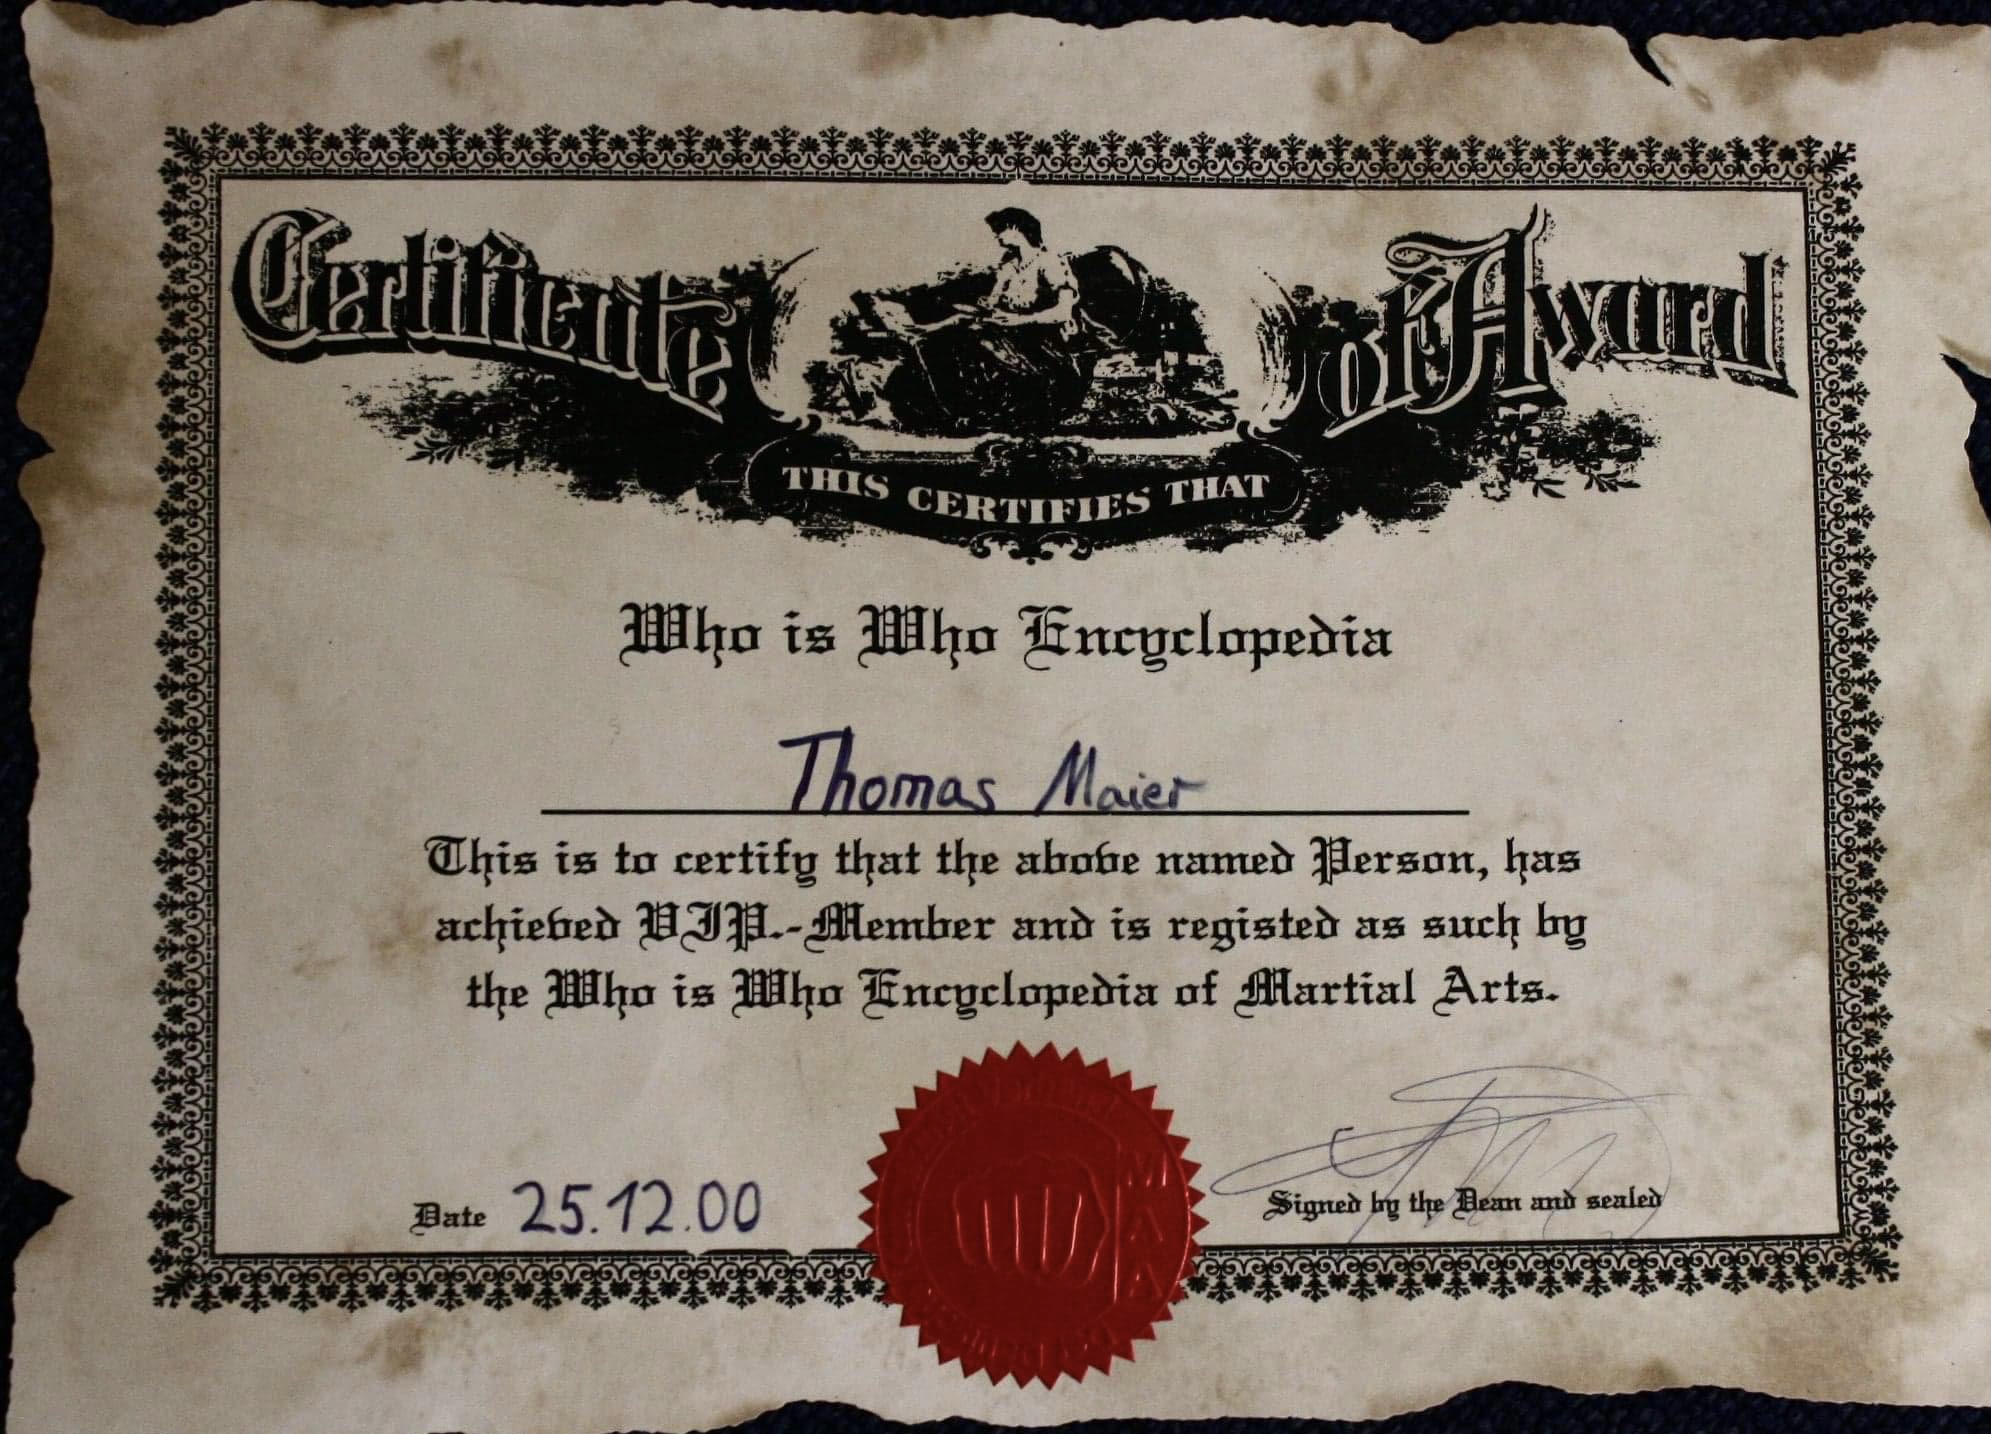 Certificate of Award
THIS CERTIFIES THAT
Who is Who Encyclopedia
Thomas Maier
This is to certify that the above named Person, has
achieved VIP.-Member and is registed as such by
the Who is Who Encyclopedia of Martial Arts.
Date 25.12.00
Signed by the Dean and sealed